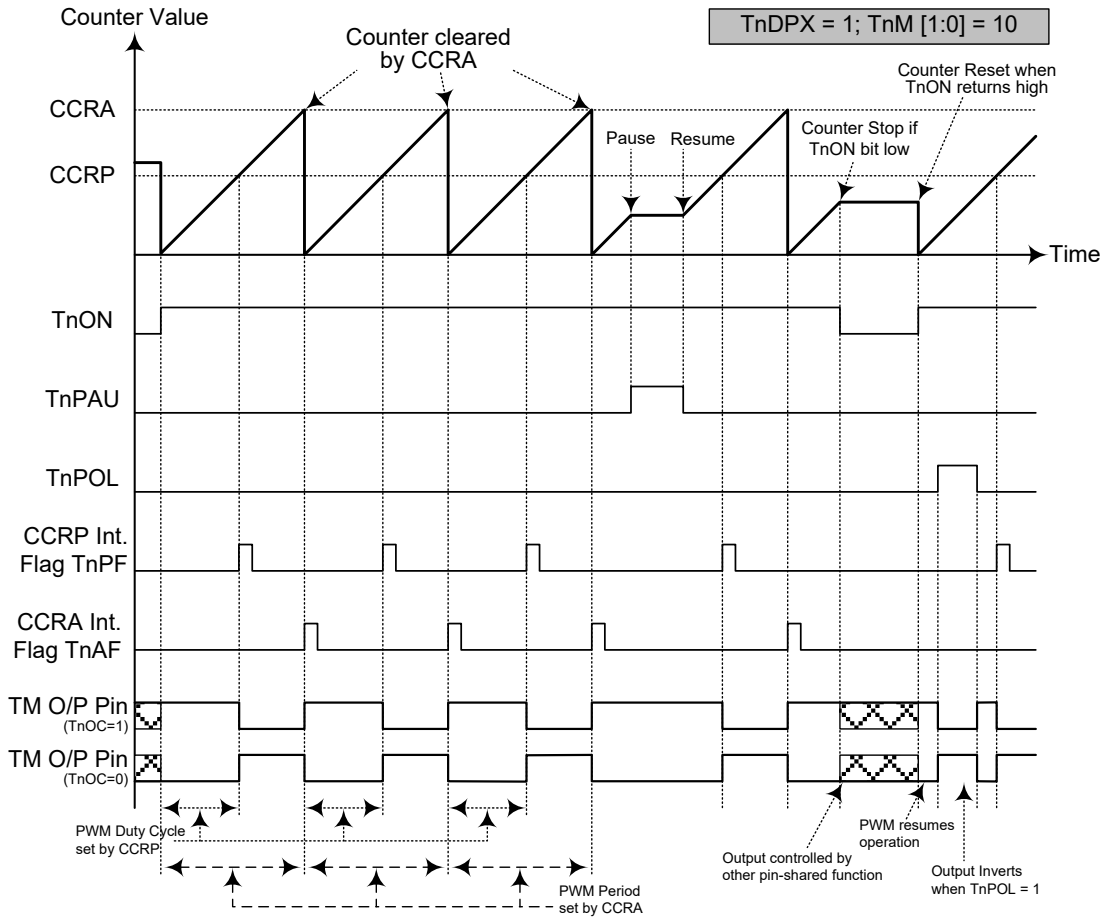 Counter Value
TnDPX = 1; TnM [1:0] = 10
Counter cleared
by CCRA
Counter Reset when
TnON returns high
CCRA
Counter Stop if
TnON bit low
Pause
Resume
CCRP
Time
TnON
TnPAU
TnPOL
CCRP Int.
Flag TnPF
CCRA Int.
Flag TnAF
TM O/P Pin
(TnOC=1)
TM O/P Pin
(TnOC=0)
PWM Duty Cycle
set by CCRP
PWM resumes
operation
Output controlled by
other pin-shared function
Output Inverts
when TnPOL = 1
PWM Period
set by CCRA